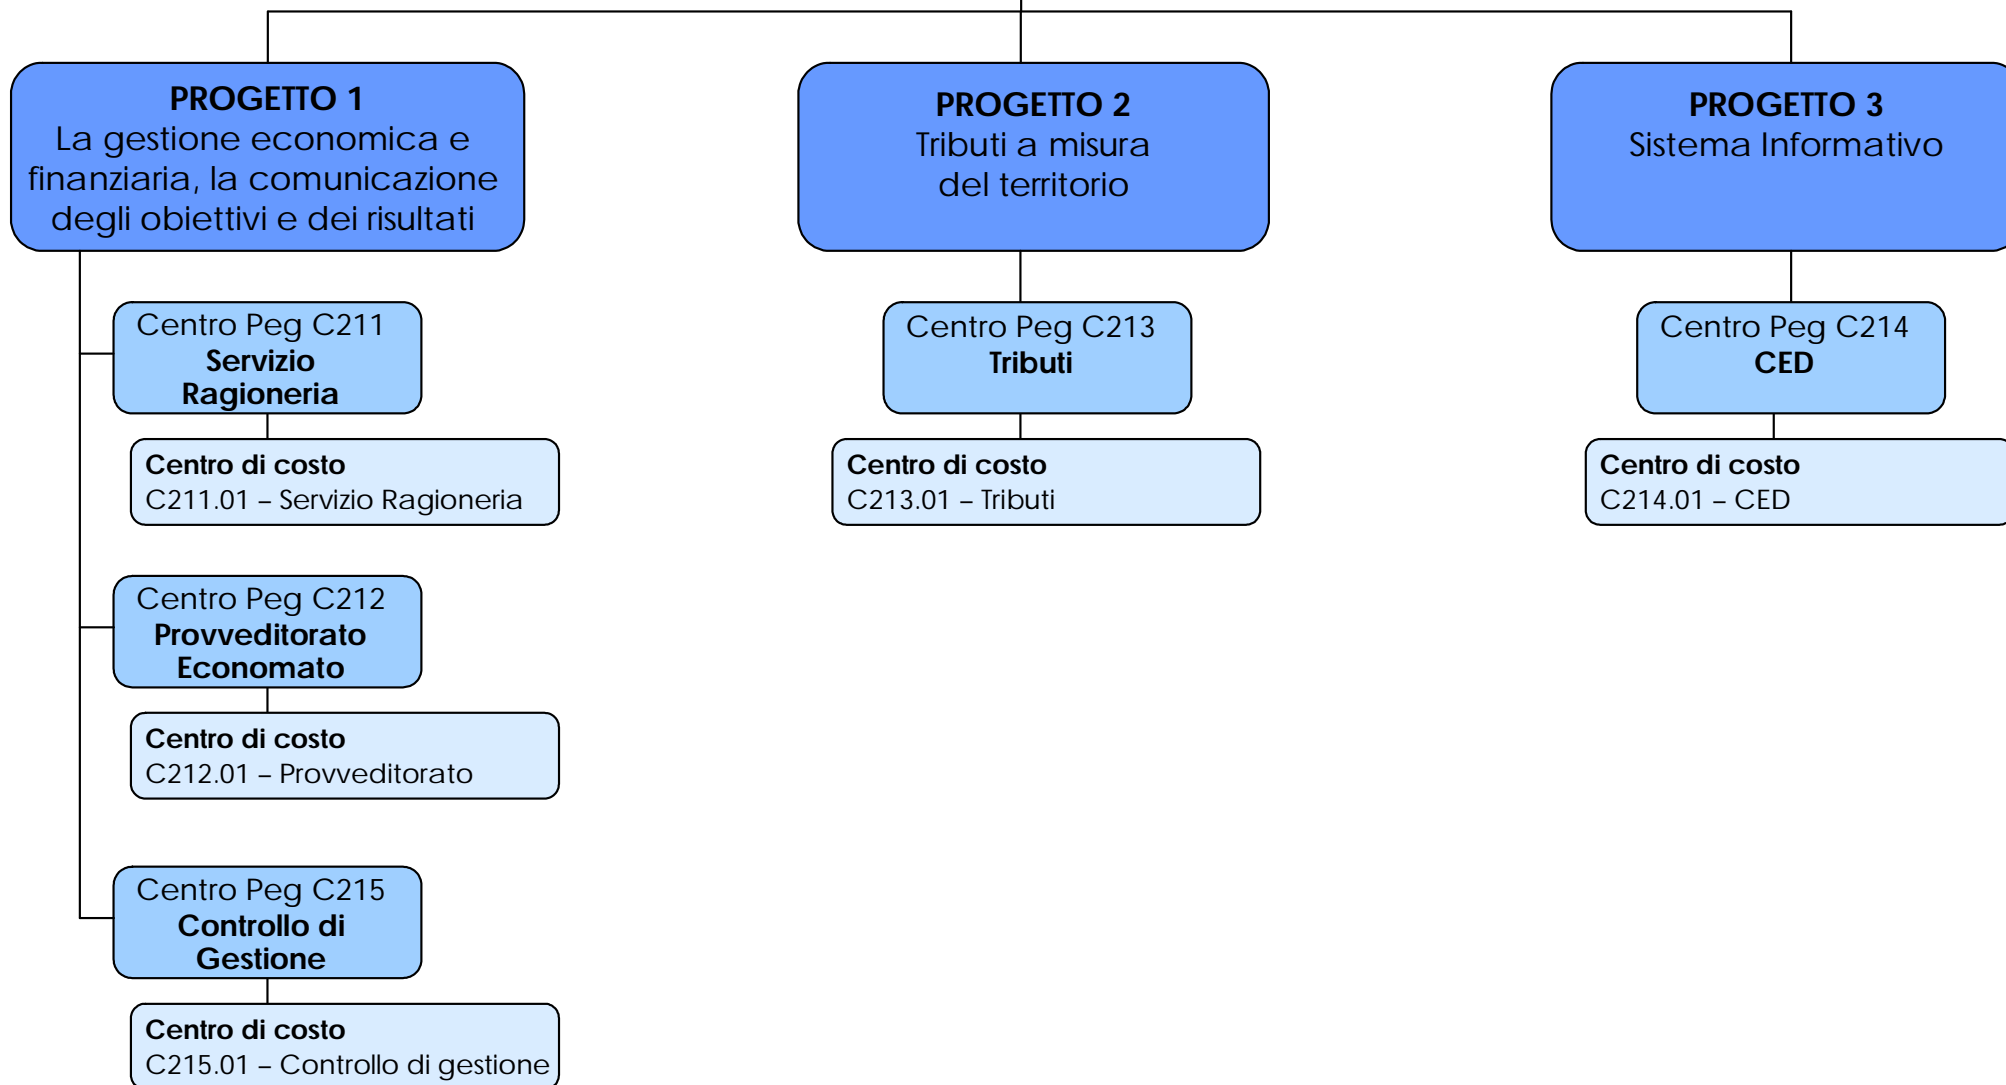 PROGETTO 1
La gestione economica e
finanziaria, la comunicazione
degli obiettivi e dei risultati
Centro Peg C211
Servizio
Ragioneria
Centro di costo
C211.01 – Servizio Ragioneria
Centro Peg C212
Provveditorato
Economato
Centro di costo
C212.01 – Provveditorato
Centro Peg C215
Controllo di
Gestione
Centro di costo
C215.01 – Controllo di gestione
PROGETTO 2
Tributi a misura
del territorio
Centro Peg C213
Tributi
Centro di costo
C213.01 – Tributi
PROGETTO 3
Sistema Informativo
Centro Peg C214
CED
Centro di costo
C214.01 – CED